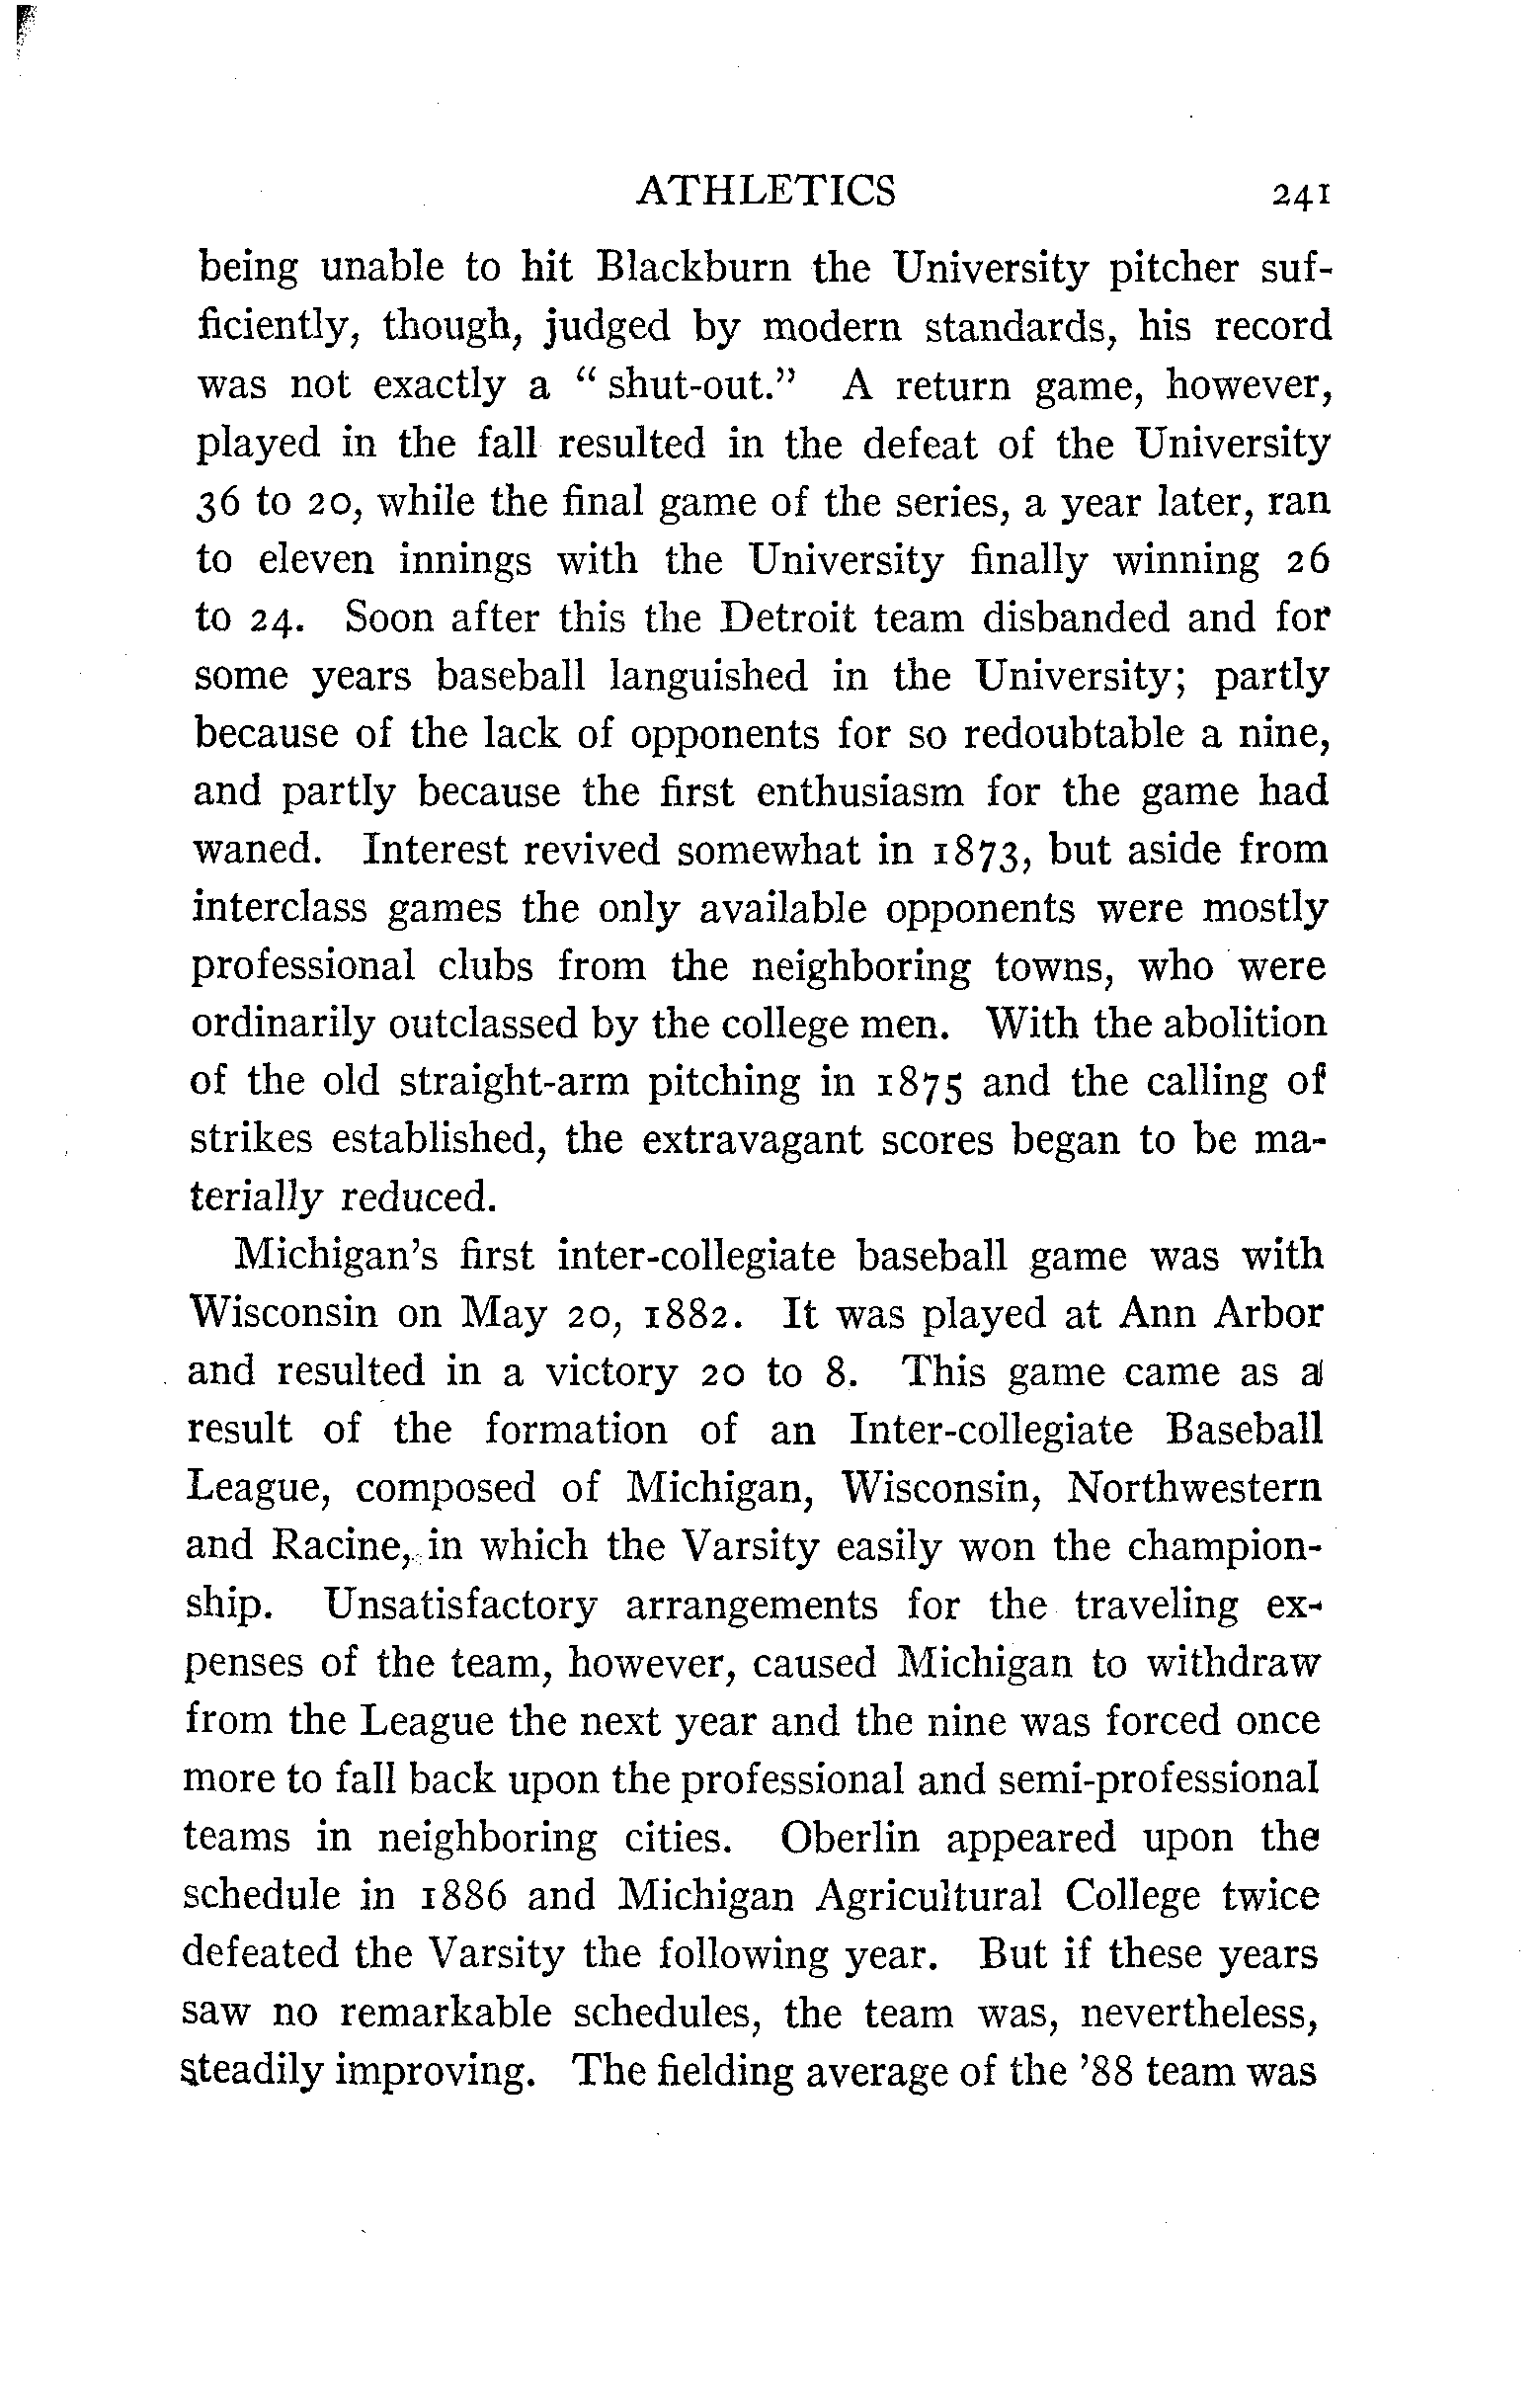 ATHLETICS 241
being unable to hit Blackburn the University pitcher suf-
ficiently, though, judged by modern standards, his record
was not exactly a " shut-out." A return game, however,
played in the fall resulted in the defeat of the University
36 to 20, while the final game of the series, a year later, ran
to eleven innings with the University finally winning 26
to 24. Soon after this the Detroit team disbanded and for
some years baseball languished in the University; partly
because of the lack of opponents for so redoubtable a nine,
and partly because the first enthusiasm for the game had
waned. Interest revived somewhat in 1873, but aside from
interclass games the only available opponents were mostly
professional clubs from the neighboring towns, who were
ordinarily outclassed by the college men. With the abolition
of the old straight-arm pitching in 1875 and the calling of
strikes established, the extravagant scores began to be ma-
terially reduced.
Michigan's first inter-collegiate baseball game was with
Wisconsin on May 20, 1882. It was played at Ann Arbor
and resulted in a victory 20 to 8. This game came as a
result of the formation of an Inter-collegiate Baseball
League, composed of Michigan, Wisconsin, Northwestern
and Racine, in which the Varsity easily won the champion-
ship. Unsatisfactory arrangements for the traveling ex-
penses of the team, however, caused Michigan to withdraw
from the League the next year and the nine was forced once
more to fall back upon the professional and semi-professional
teams in neighboring cities. Oberlin appeared upon the
schedule in 1886 and Michigan Agricultural College twice
defeated the Varsity the following year. But if these years
saw no remarkable schedules, the team was, nevertheless,
steadily improving. The fielding average of the '88 team was